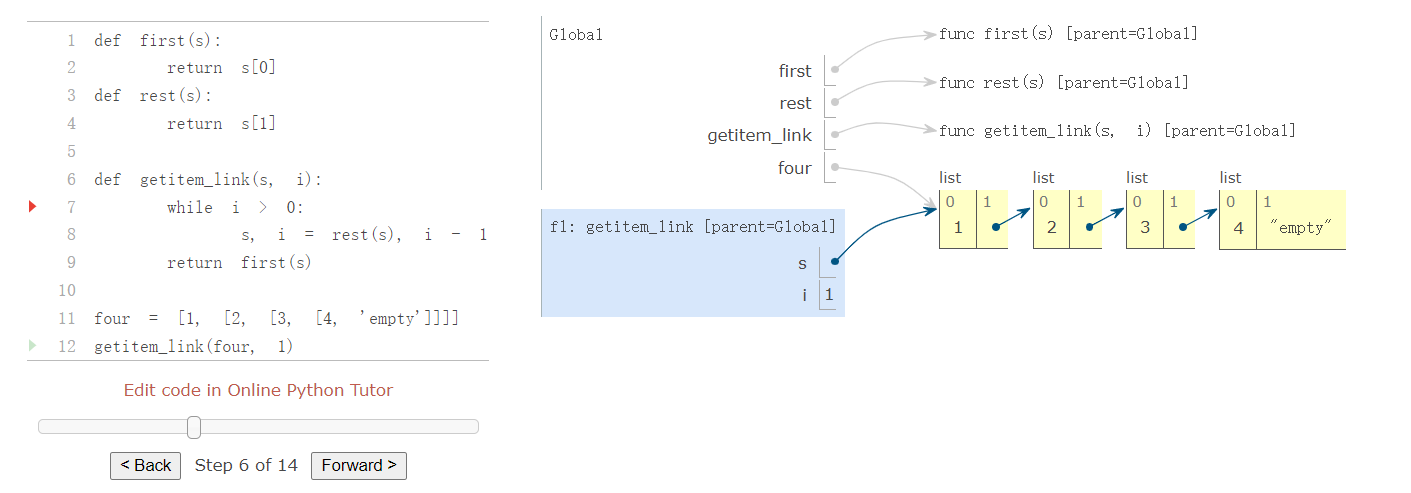 1 def first(s):
2 return s[0]
3 def rest(s):
4 return s[1]
5
6 def getitem_link(s, i):
7 while i > 0:
8 s, i = rest(s), i - 1
9 return first(s)
10
11 four = [1, [2, [3, [4, 'empty']]]]
12 getitem_link(four, 1)
Edit code in Online Python Tutor
< Back Step 6 of 14 Forward >
Global
first
rest
getitem_link
four
func first(s) [parent=Global]
func rest(s) [parent=Global]
func getitem_link(s, i) [parent=Global]
list list list list
0 1 0 1 0 1 0 1
1 2 3 4 "empty"
f1: getitem_link [parent=Global]
s
i 1